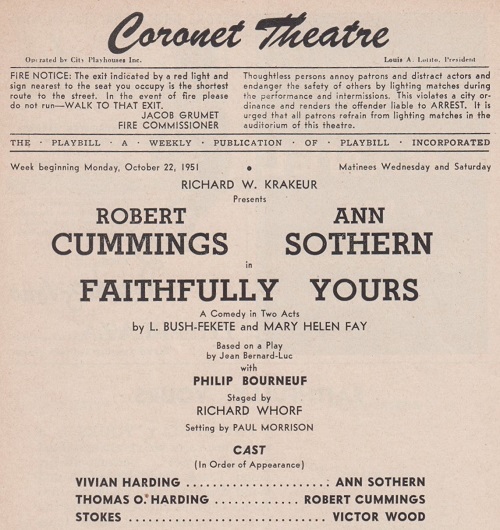 Coronet Theatre
Operated by City Playhouses Inc.
Louis A. Lotito, President
FIRE NOTICE: The exit indicated by a red light and
sign nearest to the seat you occupy is the shortest
route to the street. In the event of fire please
do not run—WALK TO THAT EXIT.
JACOB GRUMET
FIRE COMMISSIONER
Thoughtless persons annoy patrons and distract actors and
endanger the safety of others by lighting matches during
the performance and intermissions. This violates a city or-
dinance and renders the offender liable to ARREST. It is
urged that all patrons refrain from lighting matches in the
auditorium of this theatre.
THE · PLAYBILL · A · WEEKLY · PUBLICATION · OF · PLAYBILL · INCORPORATED
Week beginning Monday, October 22, 1951 • Matinees Wednesday and Saturday
RICHARD W. KRAKEUR
Presents
ROBERT ANN
CUMMINGS SOTHERN
in
FAITHFULLY YOURS
A Comedy in Two Acts
by L. BUSH-FEKETE and MARY HELEN FAY
Based on a Play
by Jean Bernard-Luc
with
PHILIP BOURNEUF
Staged by
RICHARD WHORF
Setting by PAUL MORRISON
CAST
(In Order of Appearance)
VIVIAN HARDING ........................ ANN SOTHERN
THOMAS O. HARDING ............ ROBERT CUMMINGS
STOKES ................................. VICTOR WOOD